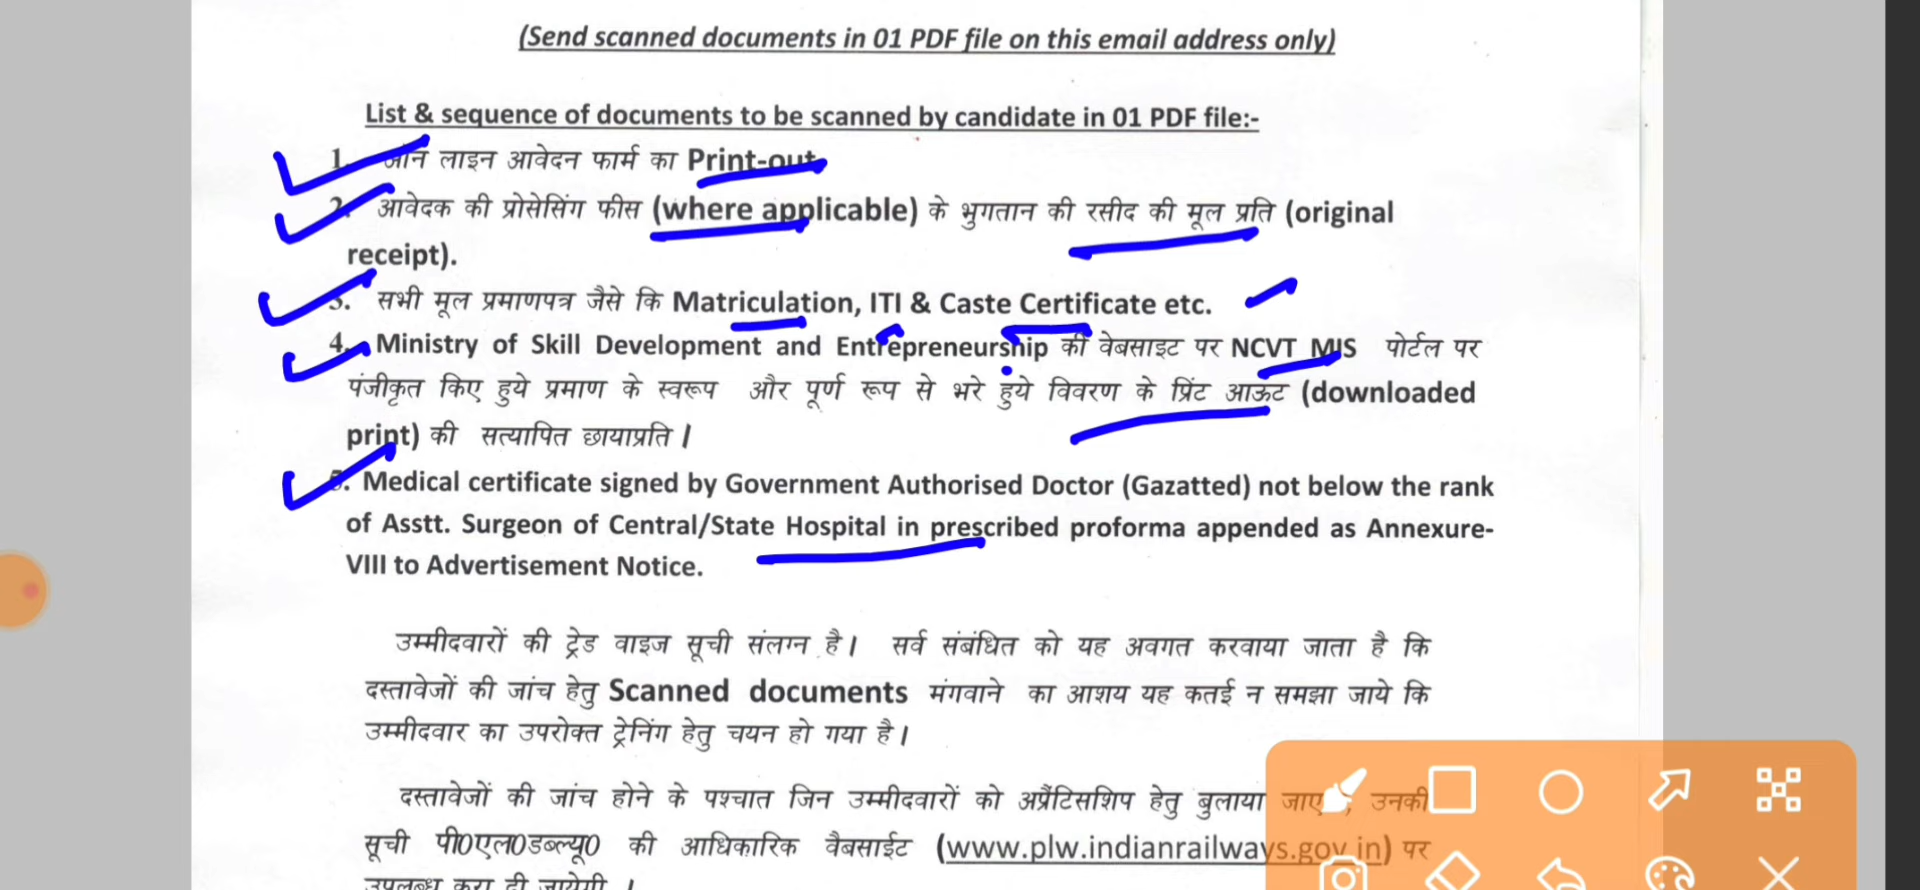 (Send scanned documents in 01 PDF file on this email address only)
List & sequence of documents to be scanned by candidate in 01 PDF file:-
1. ऑन लाइन आवेदन फार्म का Print-out
2. आवेदक की प्रोसेसिंग फीस (where applicable) के भुगतान की रसीद की मूल प्रति (original
receipt).
3. सभी मूल प्रमाणपत्र जैसे कि Matriculation, ITI & Caste Certificate etc.
4. Ministry of Skill Development and Entrepreneurship की वेबसाइट पर NCVT MIS पोर्टल पर
पंजीकृत किए हुये प्रमाण के स्वरूप और पूर्ण रूप से भरे हुये विवरण के प्रिंट आऊट (downloaded
print) की सत्यापित छायाप्रति।
5. Medical certificate signed by Government Authorised Doctor (Gazatted) not below the rank
of Asstt. Surgeon of Central/State Hospital in prescribed proforma appended as Annexure-
VIII to Advertisement Notice.
उम्मीदवारों की ट्रेड वाइज सूची संलग्न है। सर्व संबंधित को यह अवगत करवाया जाता है कि
दस्तावेजों की जांच हेतु Scanned documents मंगवाने का आशय यह कतई न समझा जाये कि
उम्मीदवार का उपरोक्त ट्रेनिंग हेतु चयन हो गया है।
दस्तावेजों की जांच होने के पश्चात जिन उम्मीदवारों को अप्रैंटिसशिप हेतु बुलाया उनकी
सूची पी0एल0डब्ल्यू0 की आधिकारिक वैबसाईट (www.plw.indianrailways.gov.in) पर
उपलब्ध करा दी जायेगी ।